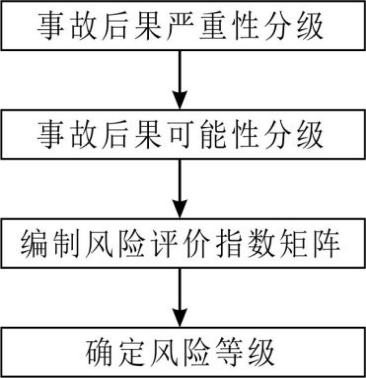 事故后果严重性分级
事故后果可能性分级
编制风险评价指数矩阵
确定风险等级